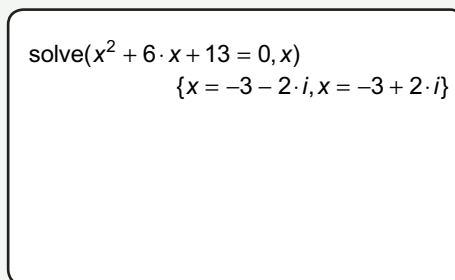 solve(x² + 6·x + 13 = 0, x)
{x = −3 − 2·i, x = −3 + 2·i}